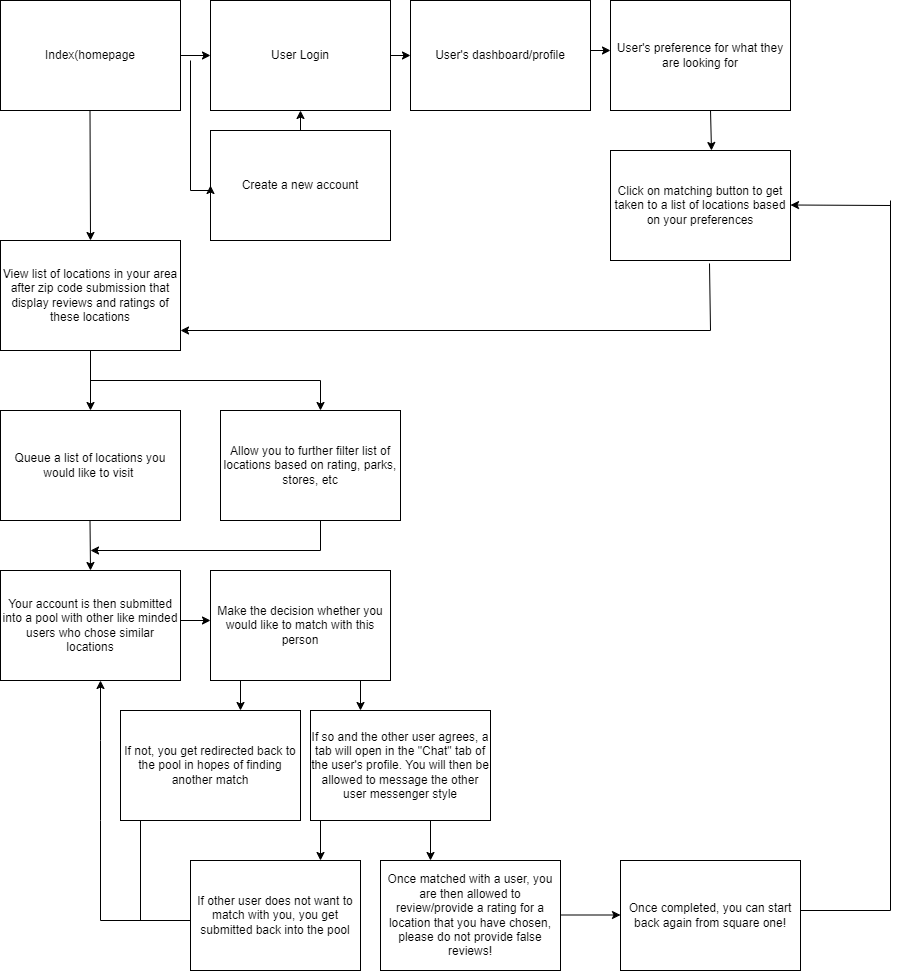 Index(homepage
User Login
User's dashboard/profile
User's preference for what they
are looking for
Create a new account
Click on matching button to get
taken to a list of locations based
on your preferences
View list of locations in your area
after zip code submission that
display reviews and ratings of
these locations
Queue a list of locations you
would like to visit
Allow you to further filter list of
locations based on rating, parks,
stores, etc
Your account is then submitted
into a pool with other like minded
users who chose similar
locations
Make the decision whether you
would like to match with this
person
If not, you get redirected back to
the pool in hopes of finding
another match
If so and the other user agrees, a
tab will open in the "Chat" tab of
the user's profile. You will then be
allowed to message the other
user messenger style
If other user does not want to
match with you, you get
submitted back into the pool
Once matched with a user, you
are then allowed to
review/provide a rating for a
location that you have chosen,
please do not provide false
reviews!
Once completed, you can start
back again from square one!